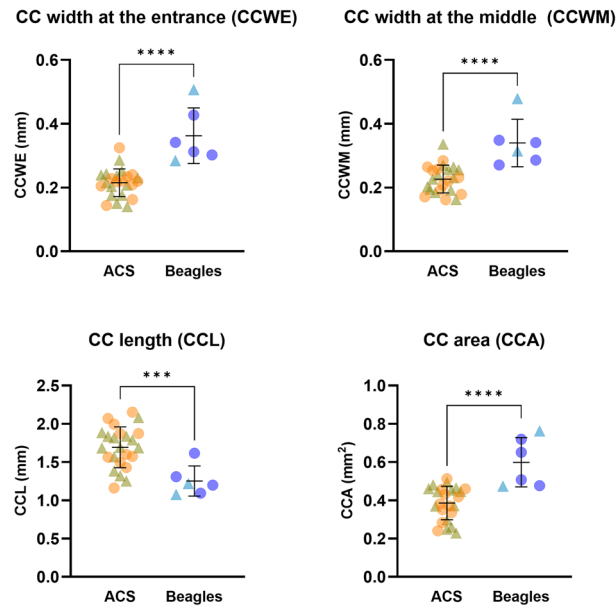 CC width at the entrance (CCWE)
****
CCWE (mm)
0.6
0.4
0.2
0.0
ACS Beagles
CC width at the middle (CCWM)
****
CCWM (mm)
0.6
0.4
0.2
0.0
ACS Beagles
CC length (CCL)
***
CCL (mm)
2.5
2.0
1.5
1.0
0.5
0.0
ACS Beagles
CC area (CCA)
****
CCA (mm²)
1.0
0.8
0.6
0.4
0.2
0.0
ACS Beagles